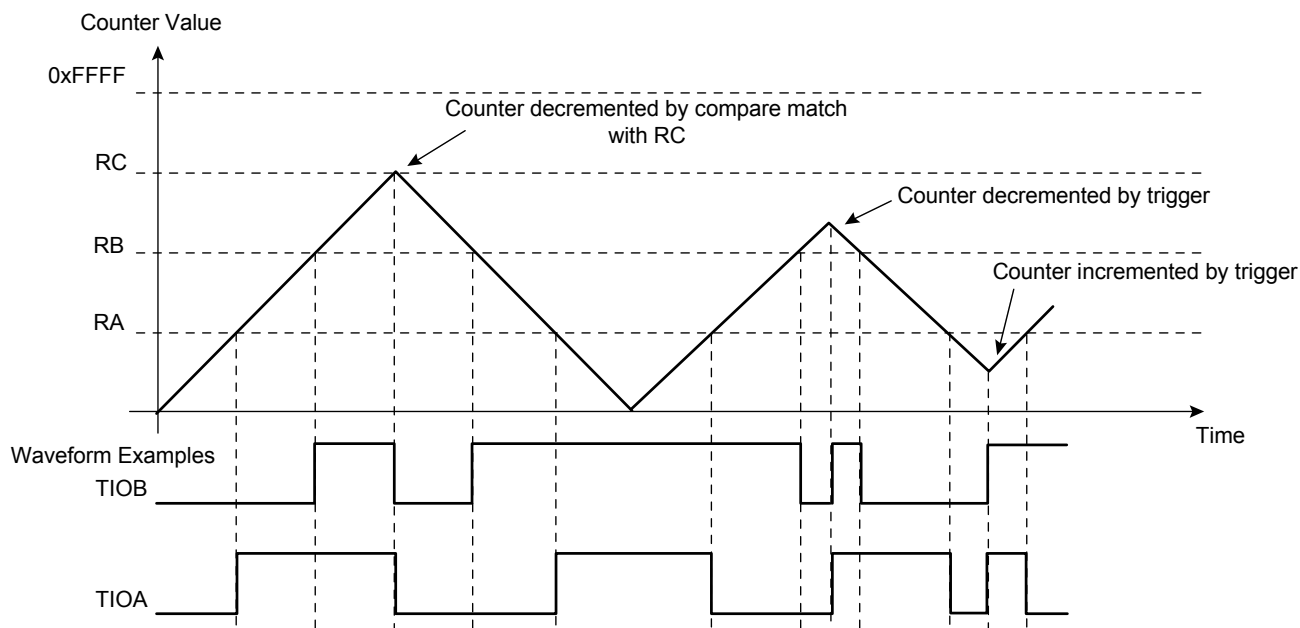 Counter Value
0xFFFF
Counter decremented by compare match
with RC
RC
Counter decremented by trigger
RB
Counter incremented by trigger
RA
Time
Waveform Examples
TIOB
TIOA